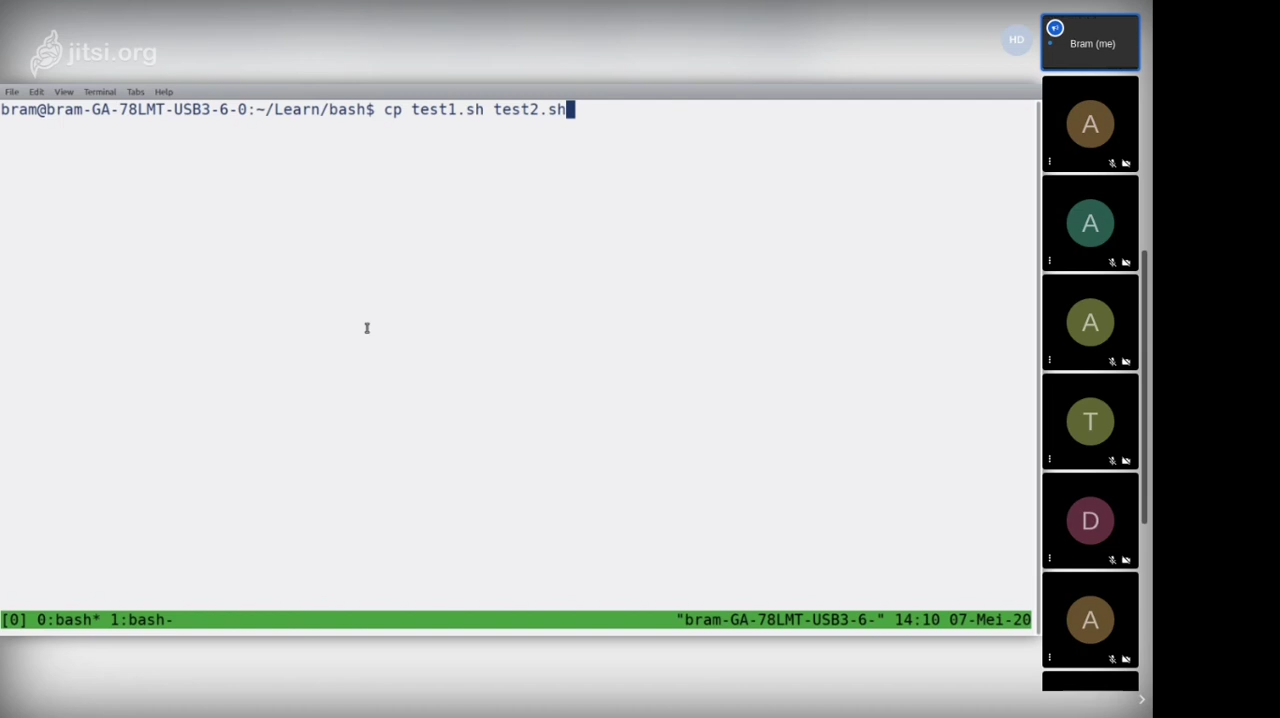 jitsi.org
HD
Bram (me)
File Edit View Terminal Tabs Help
bram@bram-GA-78LMT-USB3-6-0:~/Learn/bash$ cp test1.sh test2.sh
A
A
A
T
D
A
[0] 0:bash* 1:bash- "bram-GA-78LMT-USB3-6-" 14:10 07-Mei-20